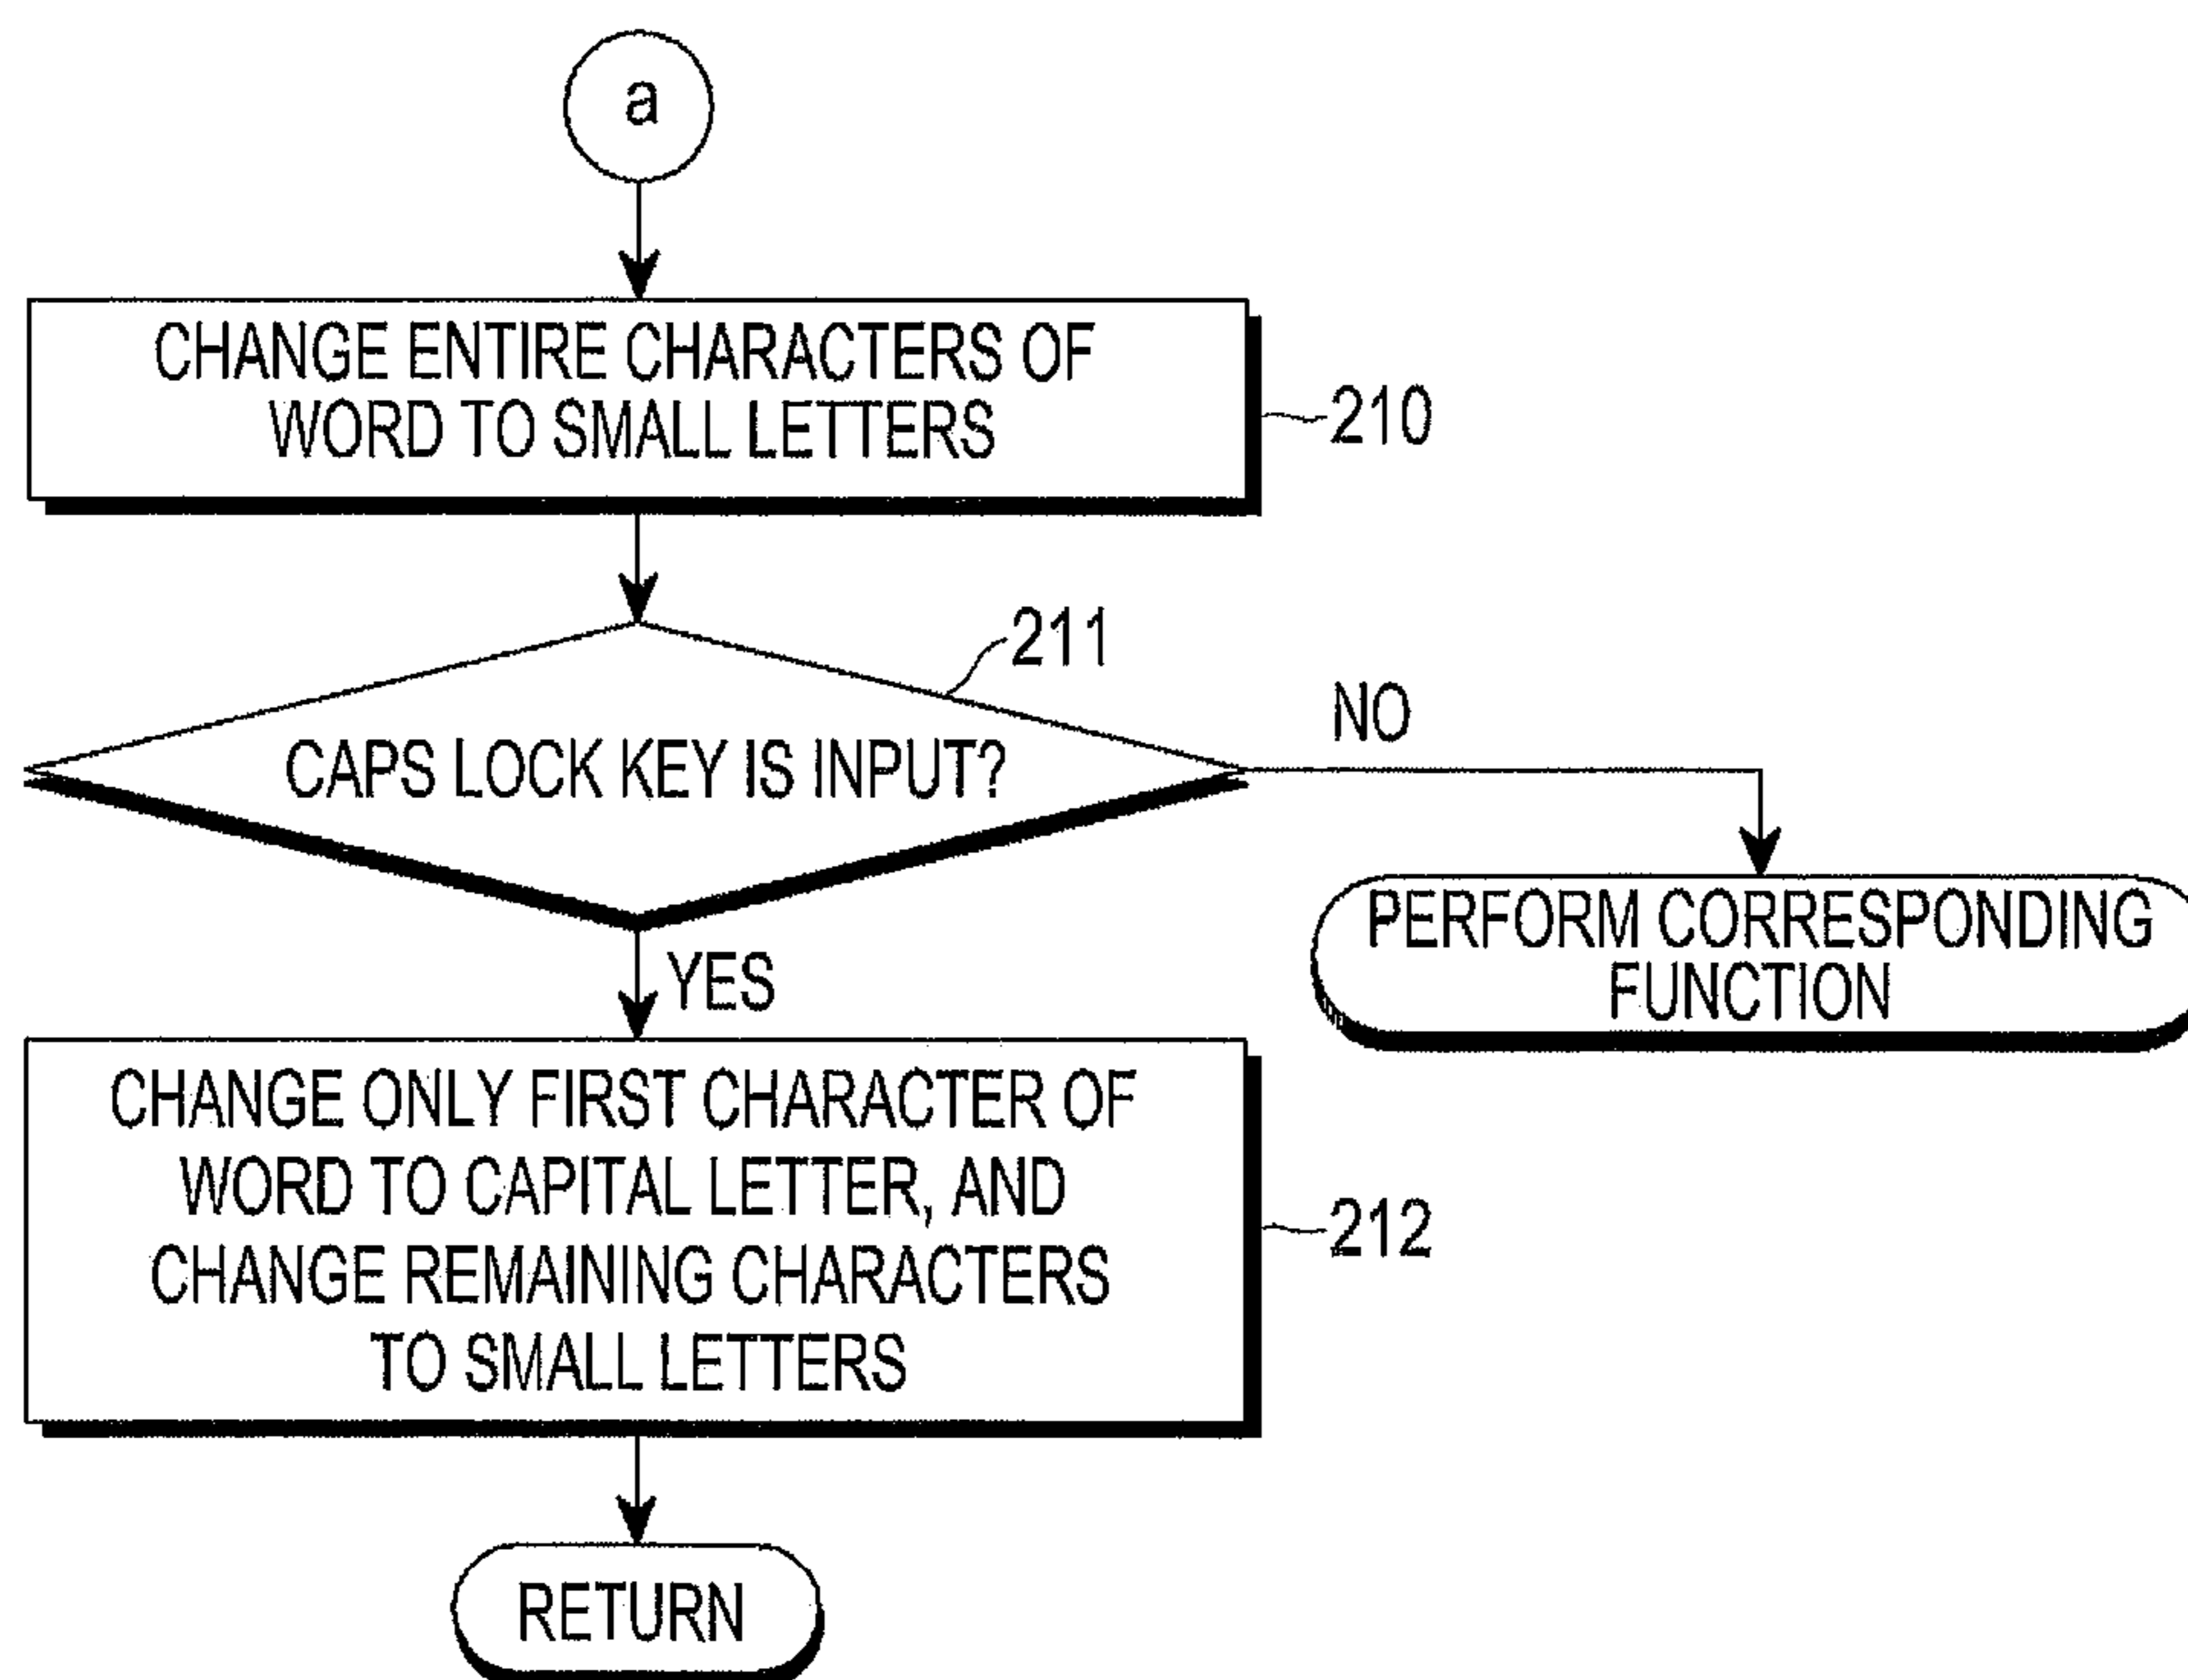 a
CHANGE ENTIRE CHARACTERS OF
WORD TO SMALL LETTERS
210
211
CAPS LOCK KEY IS INPUT?
NO
PERFORM CORRESPONDING
FUNCTION
YES
CHANGE ONLY FIRST CHARACTER OF
WORD TO CAPITAL LETTER, AND
CHANGE REMAINING CHARACTERS
TO SMALL LETTERS
212
RETURN